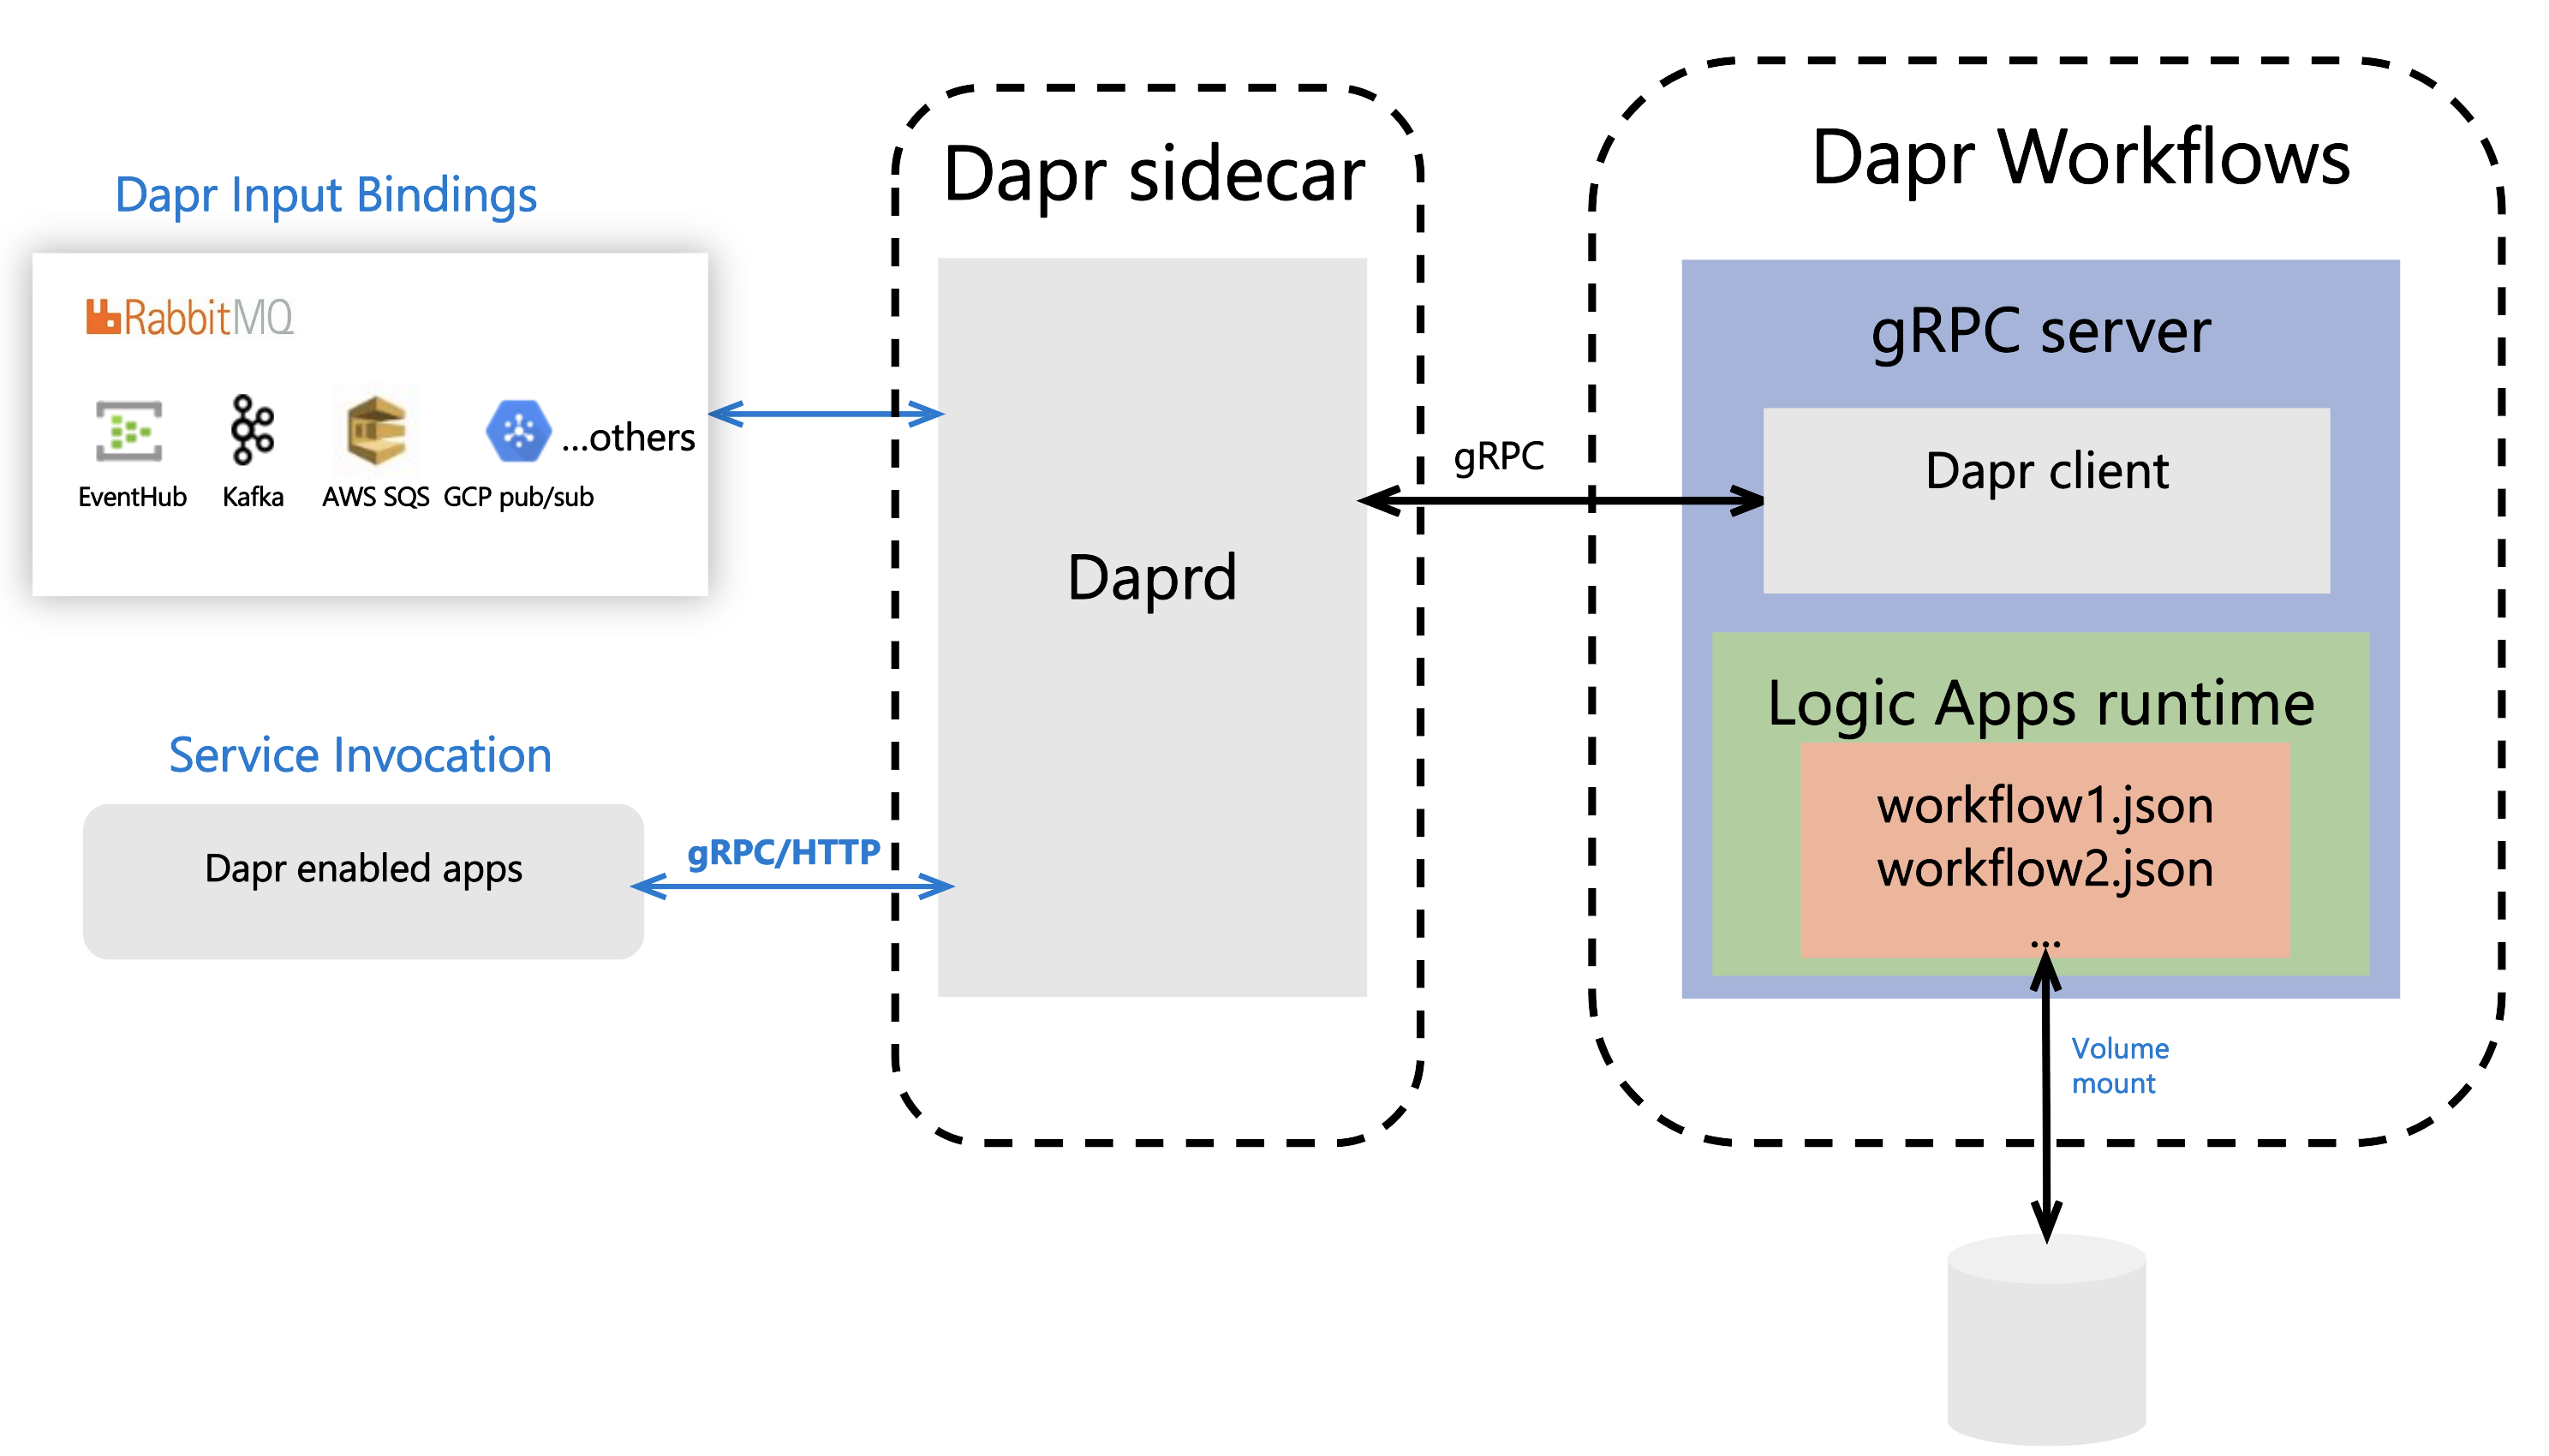 Dapr Input Bindings
RabbitMQ
...others
EventHub
Kafka
AWS SQS
GCP pub/sub
Service Invocation
Dapr enabled apps
gRPC/HTTP
Dapr sidecar
Daprd
gRPC
Dapr Workflows
gRPC server
Dapr client
Logic Apps runtime
workflow1.json
workflow2.json
...
Volume
mount